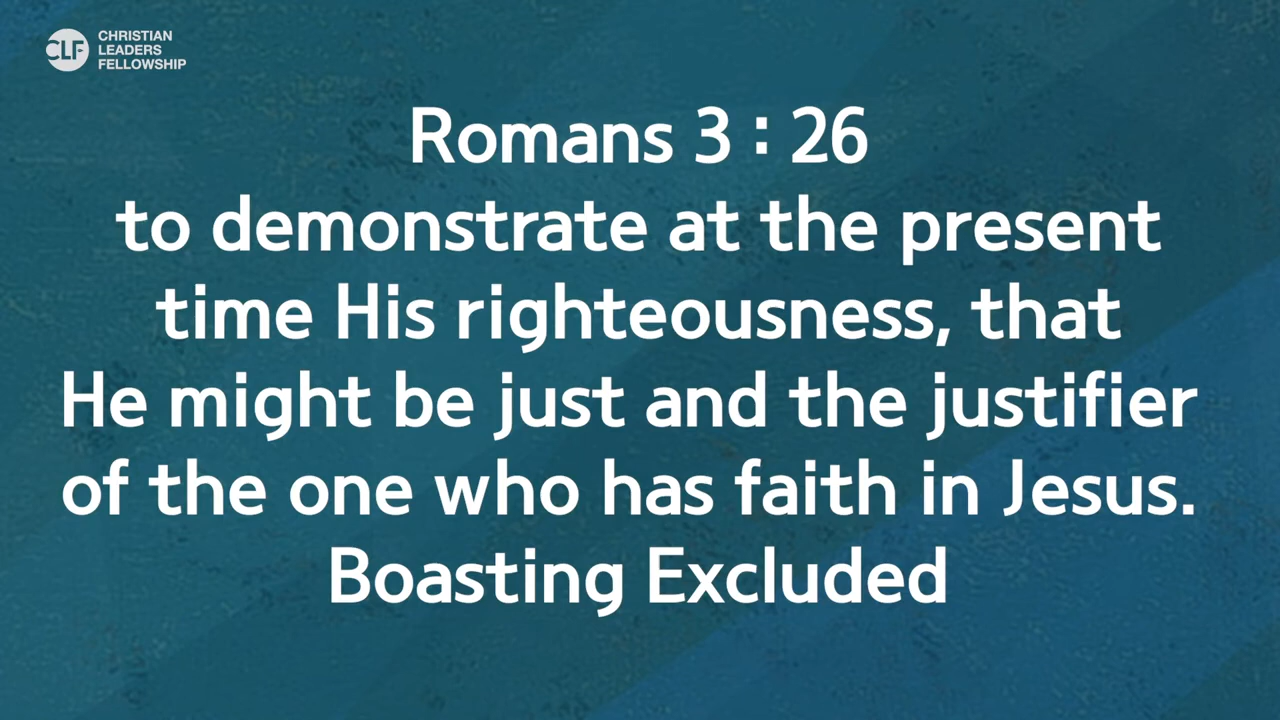 CLF
CHRISTIAN
LEADERS
FELLOWSHIP
Romans 3 : 26
to demonstrate at the present
time His righteousness, that
He might be just and the justifier
of the one who has faith in Jesus.
Boasting Excluded